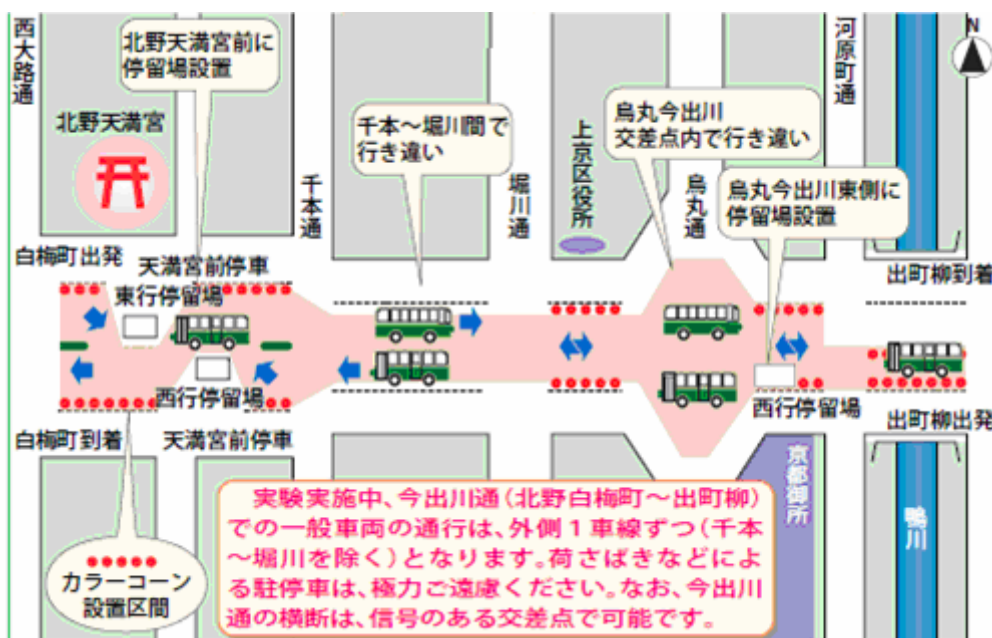 西大路通
北野天満宮前に
停留場設置
北野天満宮
千本～堀川間で
行き違い
千本通
堀川通
上京区役所
烏丸今出川
交差点内で行き違い
烏丸通
烏丸今出川東側に
停留場設置
河原町通
N
白梅町出発
天満宮前停車
東行停留場
出町柳到着
西行停留場
西行停留場
白梅町到着
天満宮前停車
出町柳出発
京都御所
鴨川
カラーコーン
設置区間
実験実施中、今出川通（北野白梅町～出町柳）
での一般車両の通行は、外側１車線ずつ（千本
～堀川を除く）となります。荷さばきなどによ
る駐停車は、極力ご遠慮ください。なお、今出川
通の横断は、信号のある交差点で可能です。